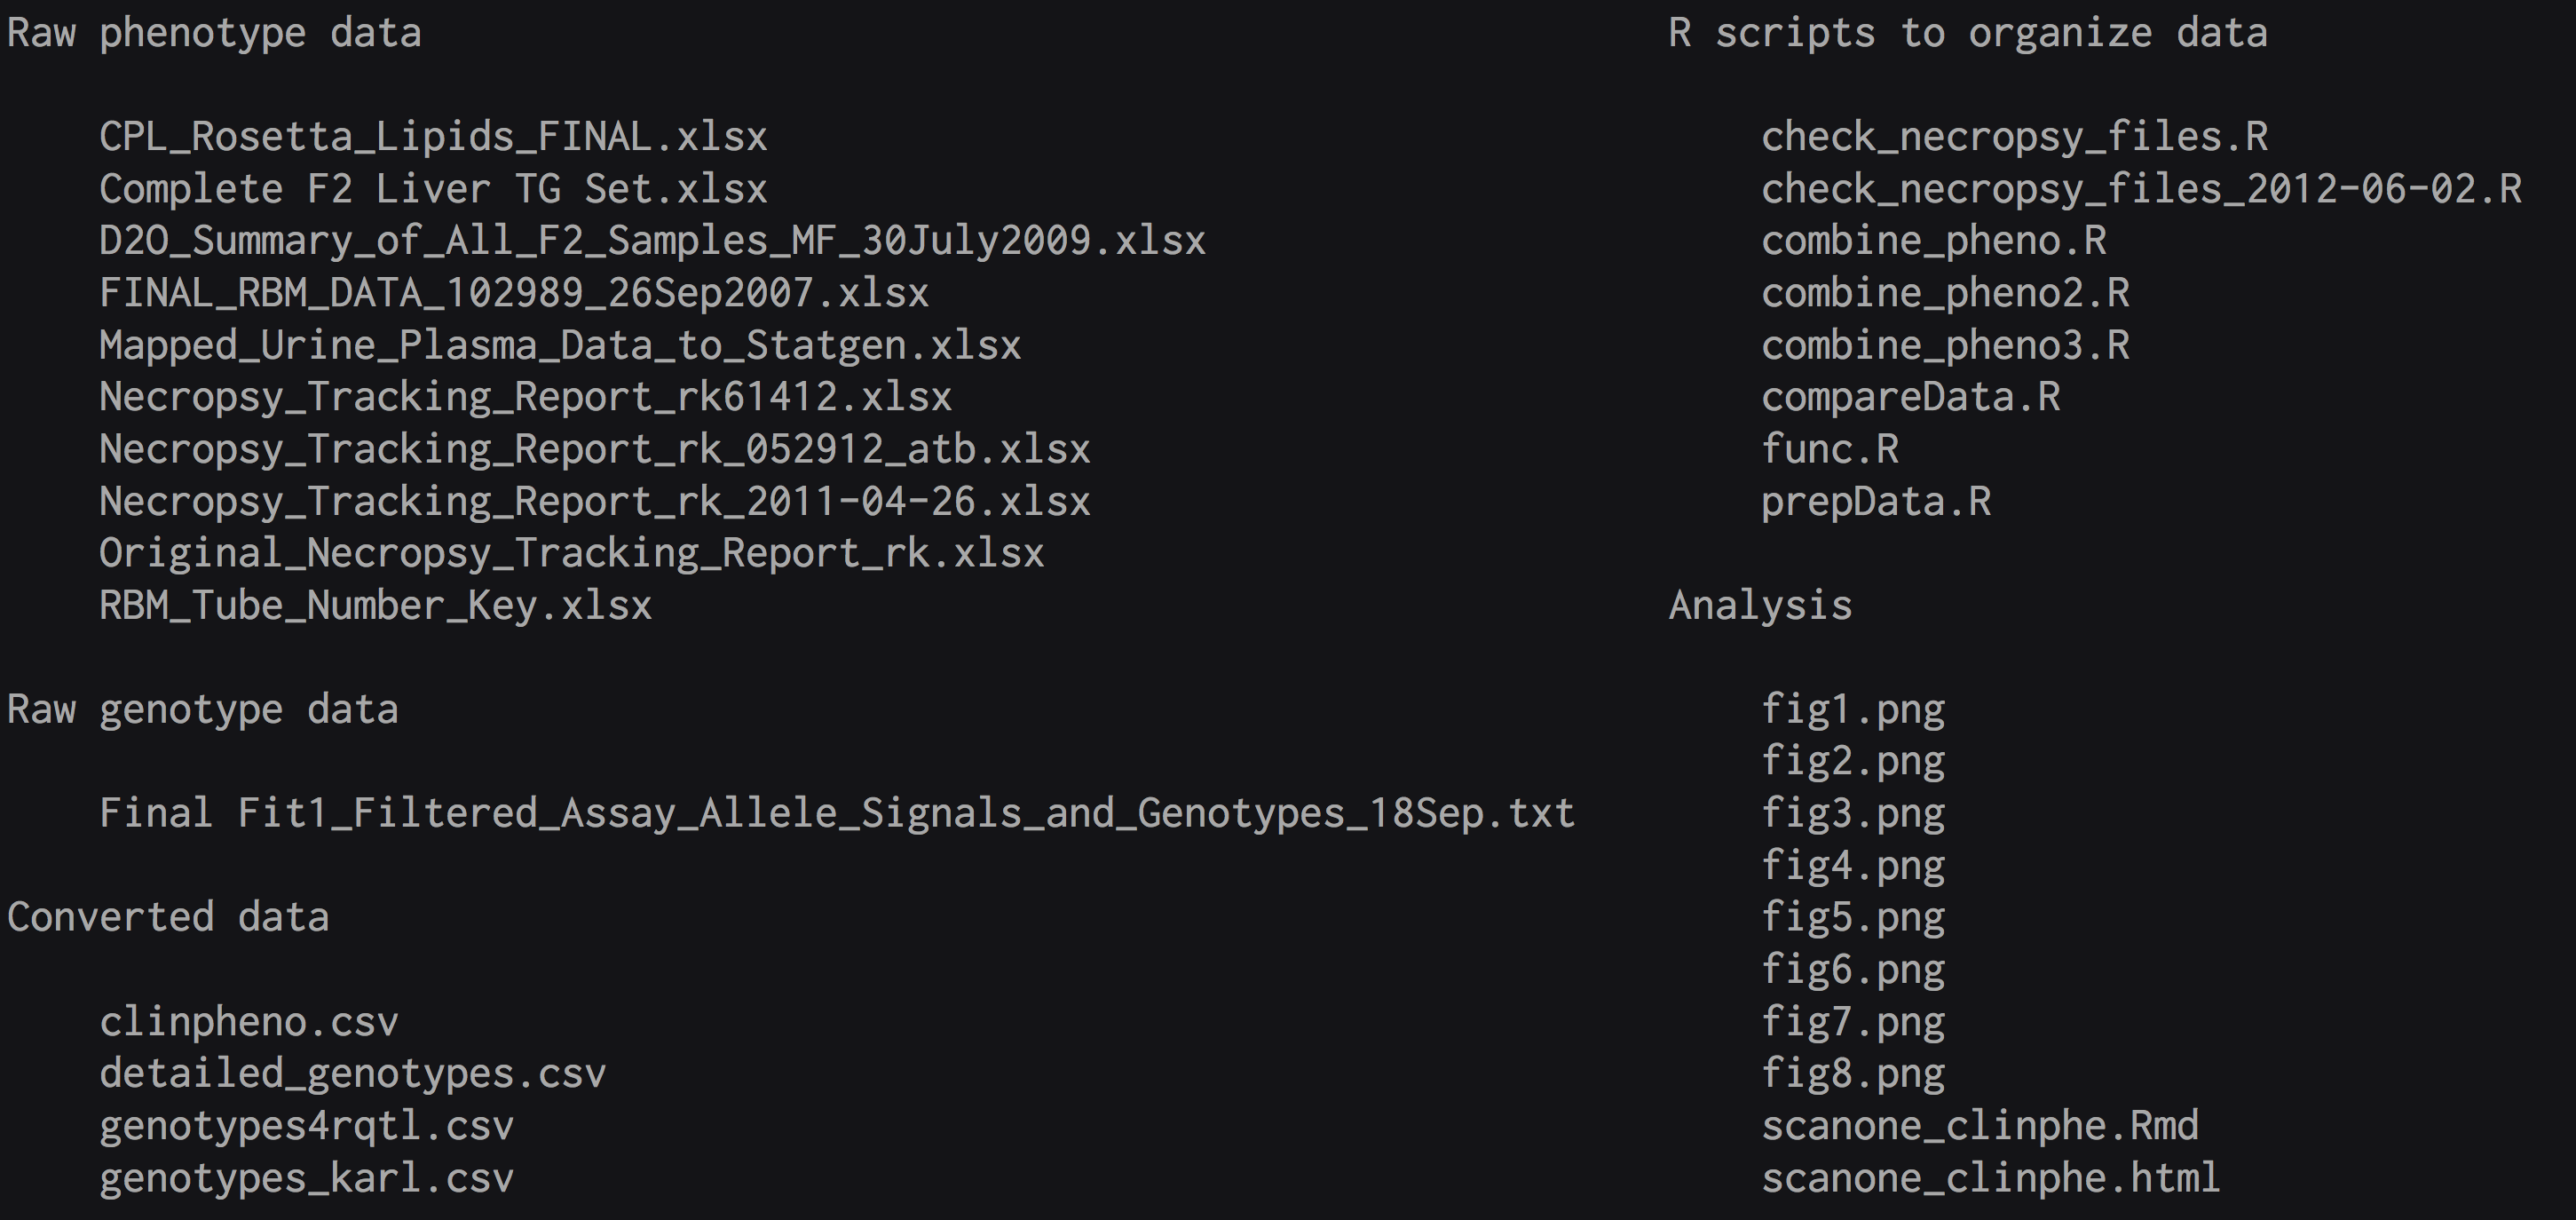 Raw phenotype data
CPL_Rosetta_Lipids_FINAL.xlsx
Complete F2 Liver TG Set.xlsx
D2O_Summary_of_All_F2_Samples_MF_30July2009.xlsx
FINAL_RBM_DATA_102989_26Sep2007.xlsx
Mapped_Urine_Plasma_Data_to_Statgen.xlsx
Necropsy_Tracking_Report_rk61412.xlsx
Necropsy_Tracking_Report_rk_052912_atb.xlsx
Necropsy_Tracking_Report_rk_2011-04-26.xlsx
Original_Necropsy_Tracking_Report_rk.xlsx
RBM_Tube_Number_Key.xlsx
Raw genotype data
Final Fit1_Filtered_Assay_Allele_Signals_and_Genotypes_18Sep.txt
Converted data
clinpheno.csv
detailed_genotypes.csv
genotypes4rqtl.csv
genotypes_karl.csv
R scripts to organize data
check_necropsy_files.R
check_necropsy_files_2012-06-02.R
combine_pheno.R
combine_pheno2.R
combine_pheno3.R
compareData.R
func.R
prepData.R
Analysis
fig1.png
fig2.png
fig3.png
fig4.png
fig5.png
fig6.png
fig7.png
fig8.png
scanone_clinphe.Rmd
scanone_clinphe.html